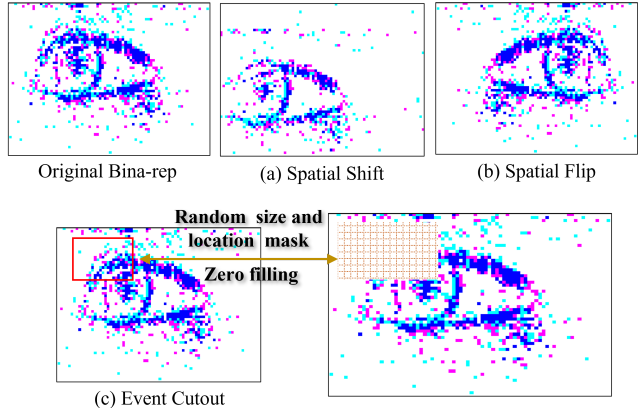 Original Bina-rep
(a) Spatial Shift
(b) Spatial Flip
Random size and
location mask
Zero filling
(c) Event Cutout